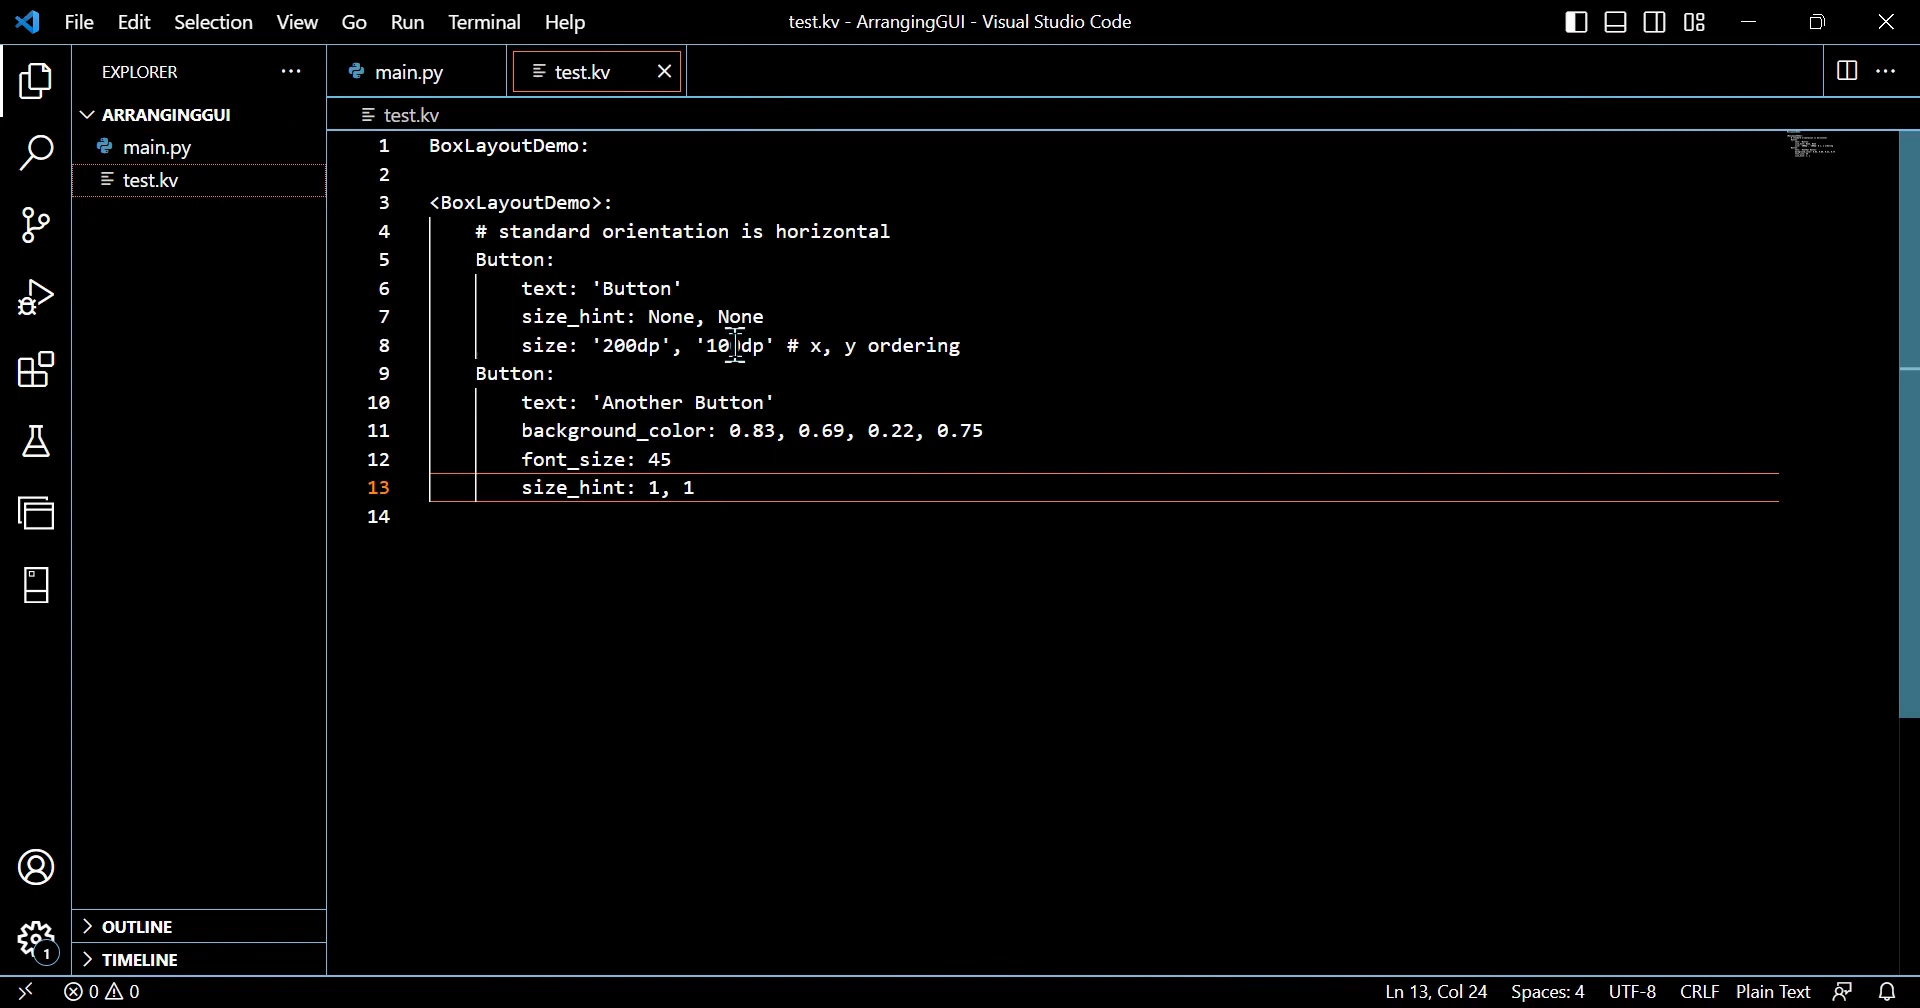 File Edit Selection View Go Run Terminal Help test.kv - ArrangingGUI - Visual Studio Code
EXPLORER
ARRANGINGGUI
main.py
test.kv
OUTLINE
TIMELINE
1
main.py test.kv
test.kv
1 BoxLayoutDemo:
2
3 <BoxLayoutDemo>:
4 # standard orientation is horizontal
5 Button:
6 text: 'Button'
7 size_hint: None, None
8 size: '200dp', '100dp' # x, y ordering
9 Button:
10 text: 'Another Button'
11 background_color: 0.83, 0.69, 0.22, 0.75
12 font_size: 45
13 size_hint: 1, 1
14
0 0 Ln 13, Col 24 Spaces: 4 UTF-8 CRLF Plain Text